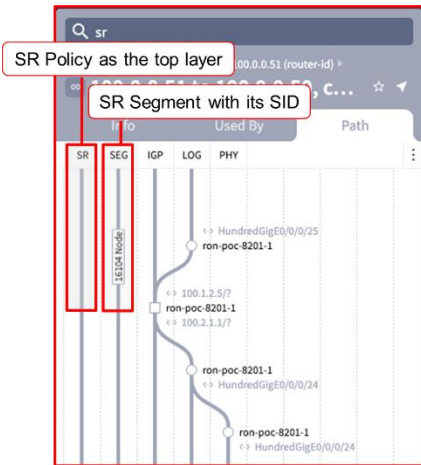 sr
SR Policy as the top layer
100.0.0.51 (router-id)
SR Segment with its SID
, c...
Info
Used By
Path
SR
SEG
IGP
LOG
PHY
16104 Node
HundredGigE0/0/0/25
ron-poc-8201-1
100.1.2.5/?
ron-poc-8201-1
100.2.1.1/?
ron-poc-8201-1
HundredGigE0/0/0/24
ron-poc-8201-1
HundredGigE0/0/0/24